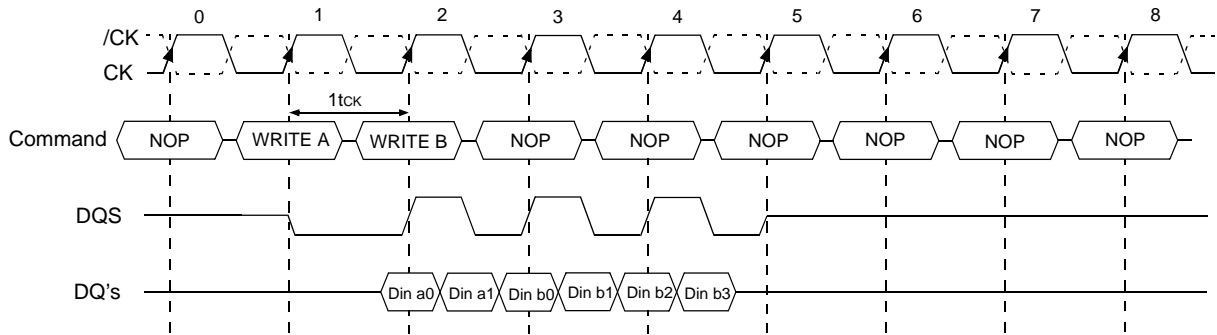 0 1 2 3 4 5 6 7 8
/CK
CK
1tCK
Command NOP WRITE A WRITE B NOP NOP NOP NOP NOP NOP
DQS
DQ's Din a0 Din a1 Din b0 Din b1 Din b2 Din b3